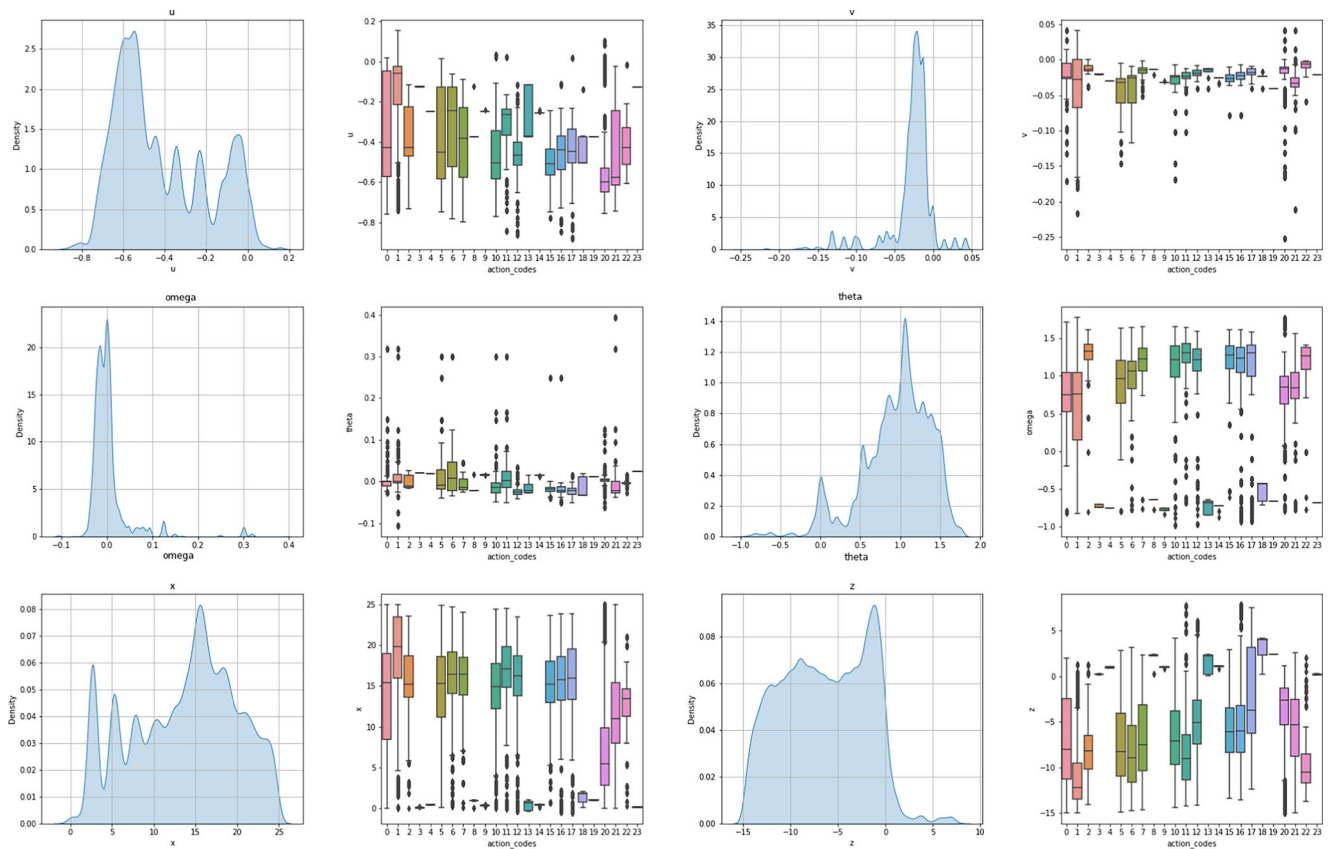 u
Density
2.5
2.0
1.5
1.0
0.5
0.0
−0.8 −0.6 −0.4 −0.2 0.0 0.2
u
u
0.2
0.0
−0.2
−0.4
−0.6
−0.8
0 1 2 3 4 5 6 7 8 9 10 11 12 13 14 15 16 17 18 19 20 21 22 23
action_codes
v
Density
35
30
25
20
15
10
5
0
−0.25 −0.20 −0.15 −0.10 −0.05 0.00 0.05
v
v
0.05
0.00
−0.05
−0.10
−0.15
−0.20
−0.25
0 1 2 3 4 5 6 7 8 9 10 11 12 13 14 15 16 17 18 19 20 21 22 23
action_codes
omega
Density
20
15
10
5
0
−0.1 0.0 0.1 0.2 0.3 0.4
omega
theta
0.4
0.3
0.2
0.1
0.0
−0.1
0 1 2 3 4 5 6 7 8 9 10 11 12 13 14 15 16 17 18 19 20 21 22 23
action_codes
theta
Density
1.4
1.2
1.0
0.8
0.6
0.4
0.2
0.0
−1.0 −0.5 0.0 0.5 1.0 1.5 2.0
theta
omega
1.5
1.0
0.5
0.0
−0.5
−1.0
0 1 2 3 4 5 6 7 8 9 10 11 12 13 14 15 16 17 18 19 20 21 22 23
action_codes
x
Density
0.08
0.07
0.06
0.05
0.04
0.03
0.02
0.01
0.00
0 5 10 15 20 25
x
x
25
20
15
10
5
0
0 1 2 3 4 5 6 7 8 9 10 11 12 13 14 15 16 17 18 19 20 21 22 23
action_codes
z
Density
0.08
0.06
0.04
0.02
0.00
−15 −10 −5 0 5 10
z
z
5
0
−5
−10
−15
0 1 2 3 4 5 6 7 8 9 10 11 12 13 14 15 16 17 18 19 20 21 22 23
action_codes